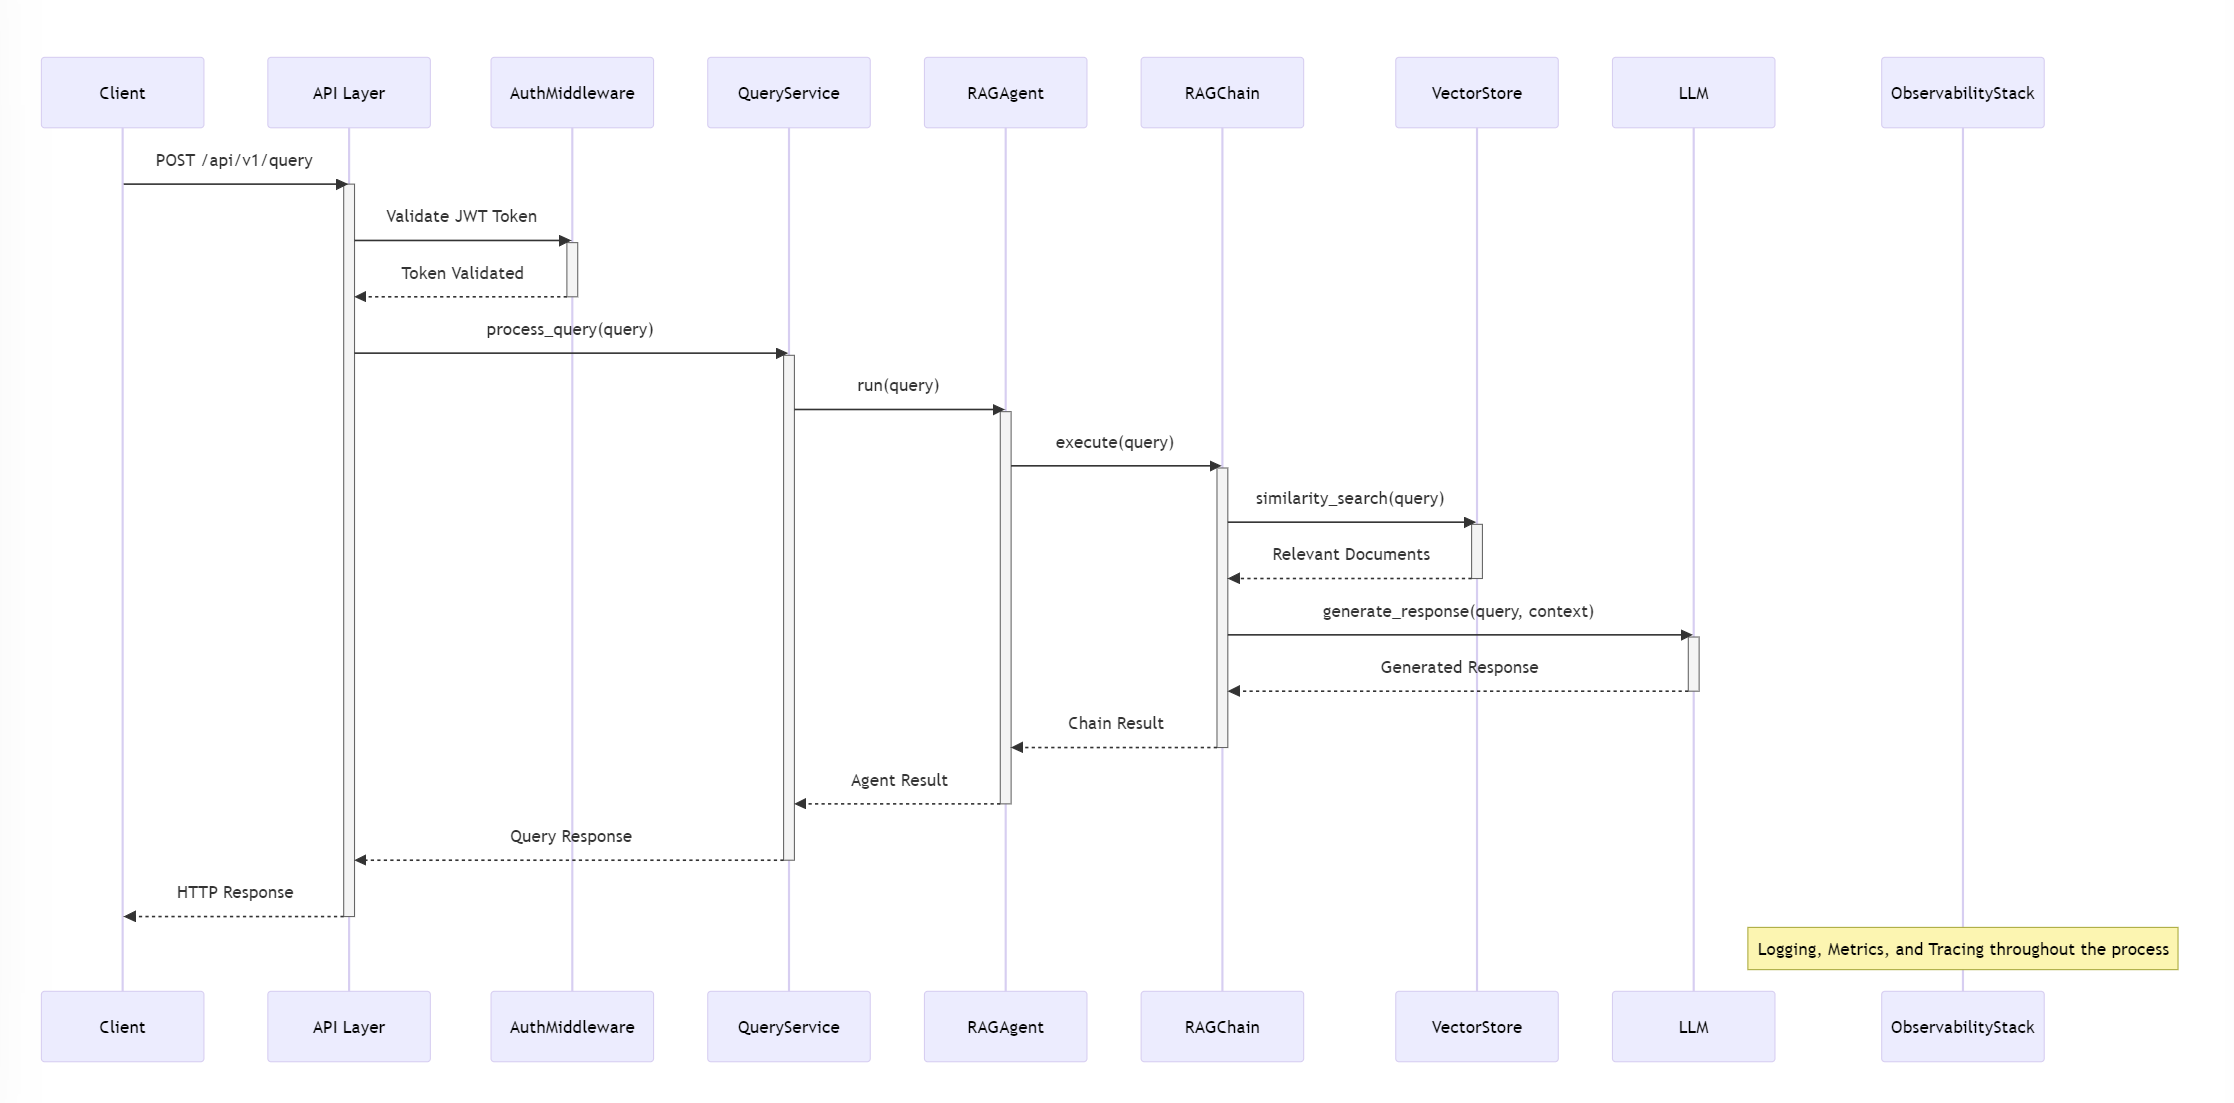 Client
API Layer
AuthMiddleware
QueryService
RAGAgent
RAGChain
VectorStore
LLM
ObservabilityStack
POST /api/v1/query
Validate JWT Token
Token Validated
process_query(query)
run(query)
execute(query)
similarity_search(query)
Relevant Documents
generate_response(query, context)
Generated Response
Chain Result
Agent Result
Query Response
HTTP Response
Logging, Metrics, and Tracing throughout the process
Client
API Layer
AuthMiddleware
QueryService
RAGAgent
RAGChain
VectorStore
LLM
ObservabilityStack